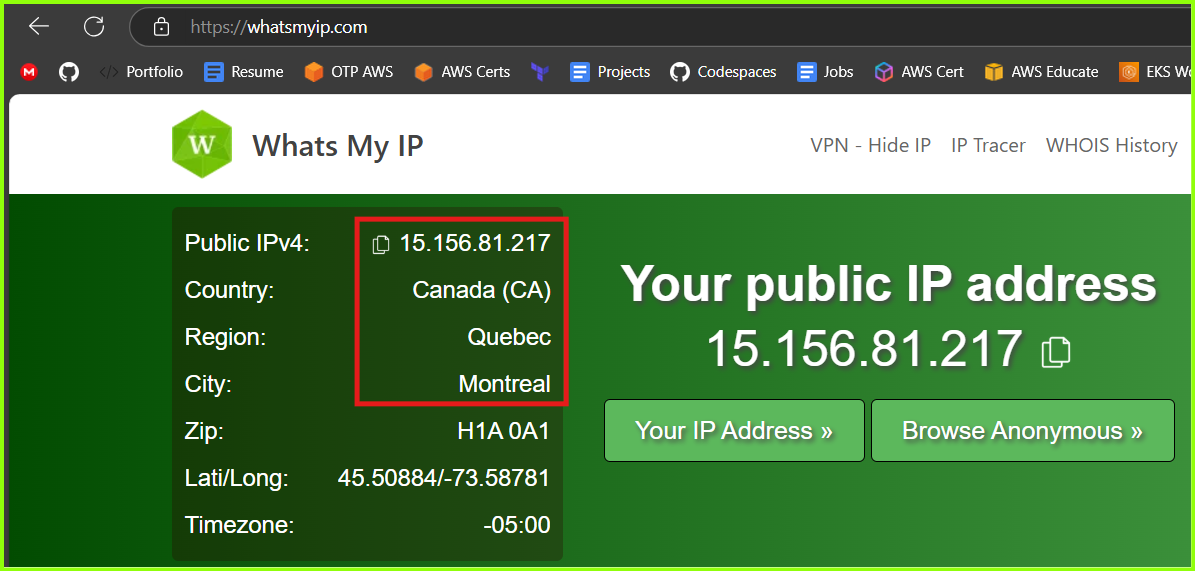 https://whatsmyip.com
M </> Portfolio Resume OTP AWS AWS Certs Projects Codespaces Jobs AWS Cert AWS Educate EKS Wo
W Whats My IP VPN - Hide IP IP Tracer WHOIS History
Public IPv4: 15.156.81.217
Country: Canada (CA)
Region: Quebec
City: Montreal
Zip: H1A 0A1
Lati/Long: 45.50884/-73.58781
Timezone: -05:00
Your public IP address
15.156.81.217
Your IP Address »
Browse Anonymous »